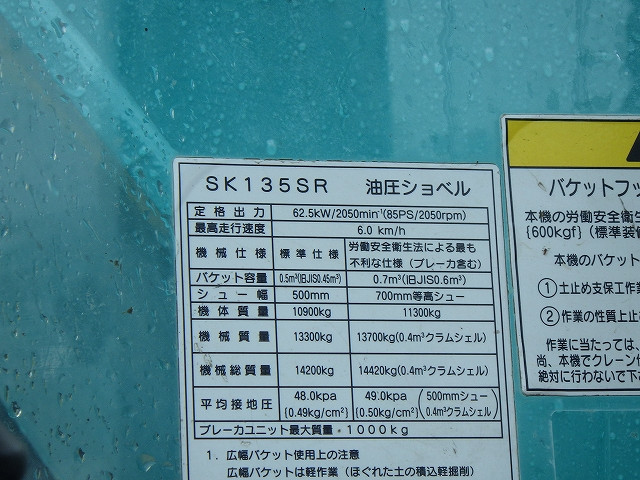 SK135SR 油圧ショベル
定格出力 62.5kW/2050min⁻¹(85PS/2050rpm)
最高走行速度 6.0 km/h
機械仕様 標準仕様 労働安全衛生法による最も
不利な仕様（ブレーカ含む）
バケット容量 0.5m³(旧JIS0.45m³) 0.7m³(旧JIS0.6m³)
シュー幅 500mm 700mm等高シュー
機体質量 10900kg 11300kg
機械質量 13300kg 13700kg(0.4m³クラムシェル)
機械総質量 14200kg 14420kg(0.4m³クラムシェル)
平均接地圧 48.0kpa {0.49kg/cm²} 49.0kpa {0.50kg/cm²} (500mmシュー 0.4m³クラムシェル)
ブレーカユニット最大質量・1000kg
1．広幅バケット使用上の注意
広幅バケットは軽作業（ほぐれた土の積込軽掘削）
バケットフッ
本機の労働安全衛生
{600kgf}（標準装備
本機のバケット
①土止め支保工作業
②作業の性質上止
作業に当たっては、
尚、本機でクレーン
絶対に行わないで下